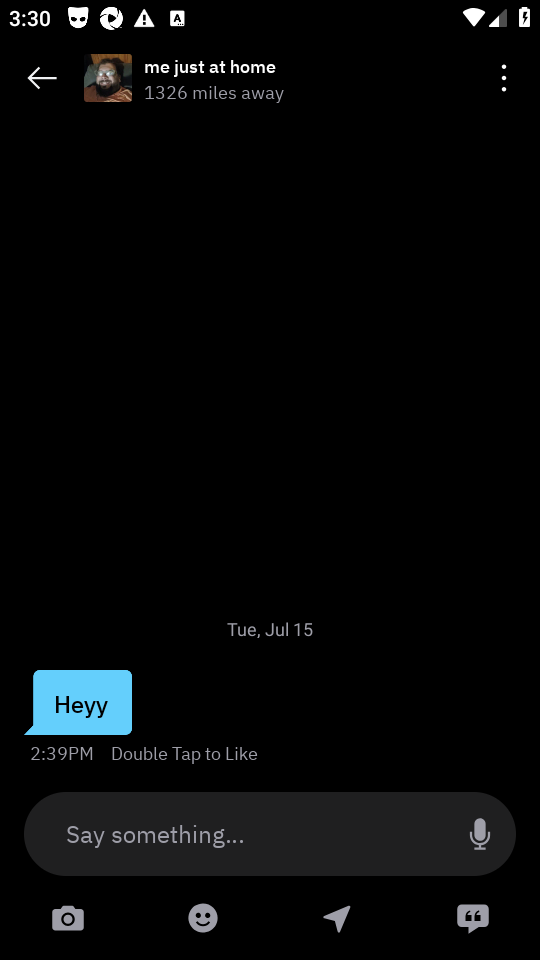 3:30
me just at home
1326 miles away
Tue, Jul 15
Heyy
2:39PM Double Tap to Like
Say something...